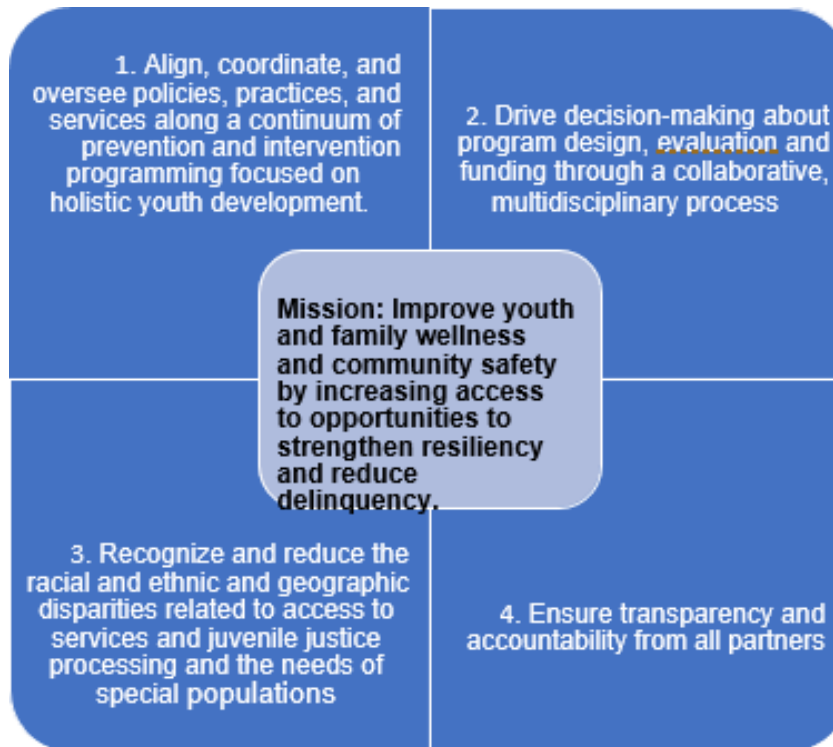 1. Align, coordinate, and
oversee policies, practices, and
services along a continuum of
prevention and intervention
programming focused on
holistic youth development.
2. Drive decision-making about
program design, evaluation and
funding through a collaborative,
multidisciplinary process
Mission: Improve youth
and family wellness
and community safety
by increasing access
to opportunities to
strengthen resiliency
and reduce
delinquency.
3. Recognize and reduce the
racial and ethnic and geographic
disparities related to access to
services and juvenile justice
processing and the needs of
special populations
4. Ensure transparency and
accountability from all partners